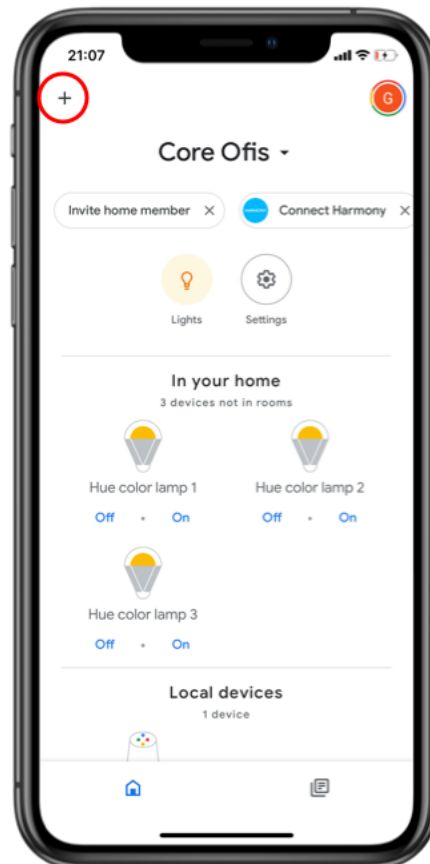 21:07
+
G
Core Ofis
Invite home member X
Connect Harmony X
Lights
Settings
In your home
3 devices not in rooms
Hue color lamp 1
Hue color lamp 2
Off • On
Off • On
Hue color lamp 3
Off • On
Local devices
1 device